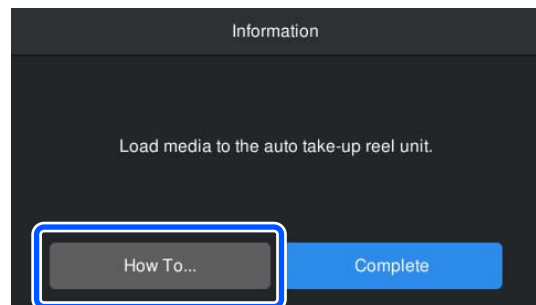 Information
Load media to the auto take-up reel unit.
How To...
Complete